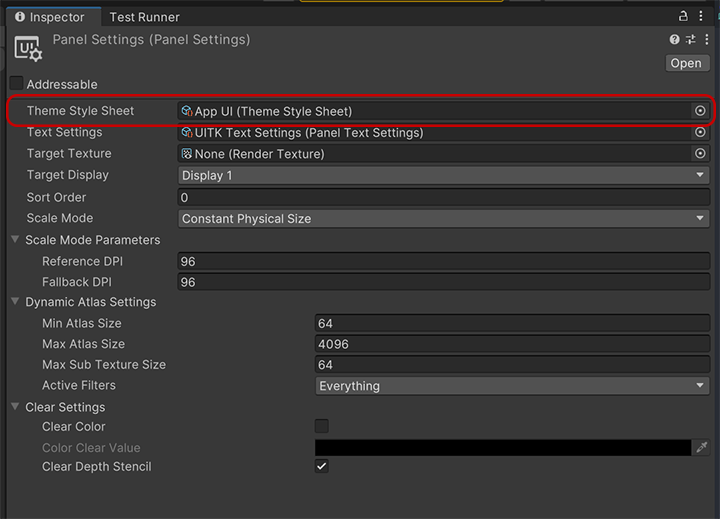 Inspector Test Runner
Panel Settings (Panel Settings)
Open
Addressable
Theme Style Sheet App UI (Theme Style Sheet)
Text Settings UITK Text Settings (Panel Text Settings)
Target Texture None (Render Texture)
Target Display Display 1
Sort Order 0
Scale Mode Constant Physical Size
Scale Mode Parameters
Reference DPI 96
Fallback DPI 96
Dynamic Atlas Settings
Min Atlas Size 64
Max Atlas Size 4096
Max Sub Texture Size 64
Active Filters Everything
Clear Settings
Clear Color
Color Clear Value
Clear Depth Stencil